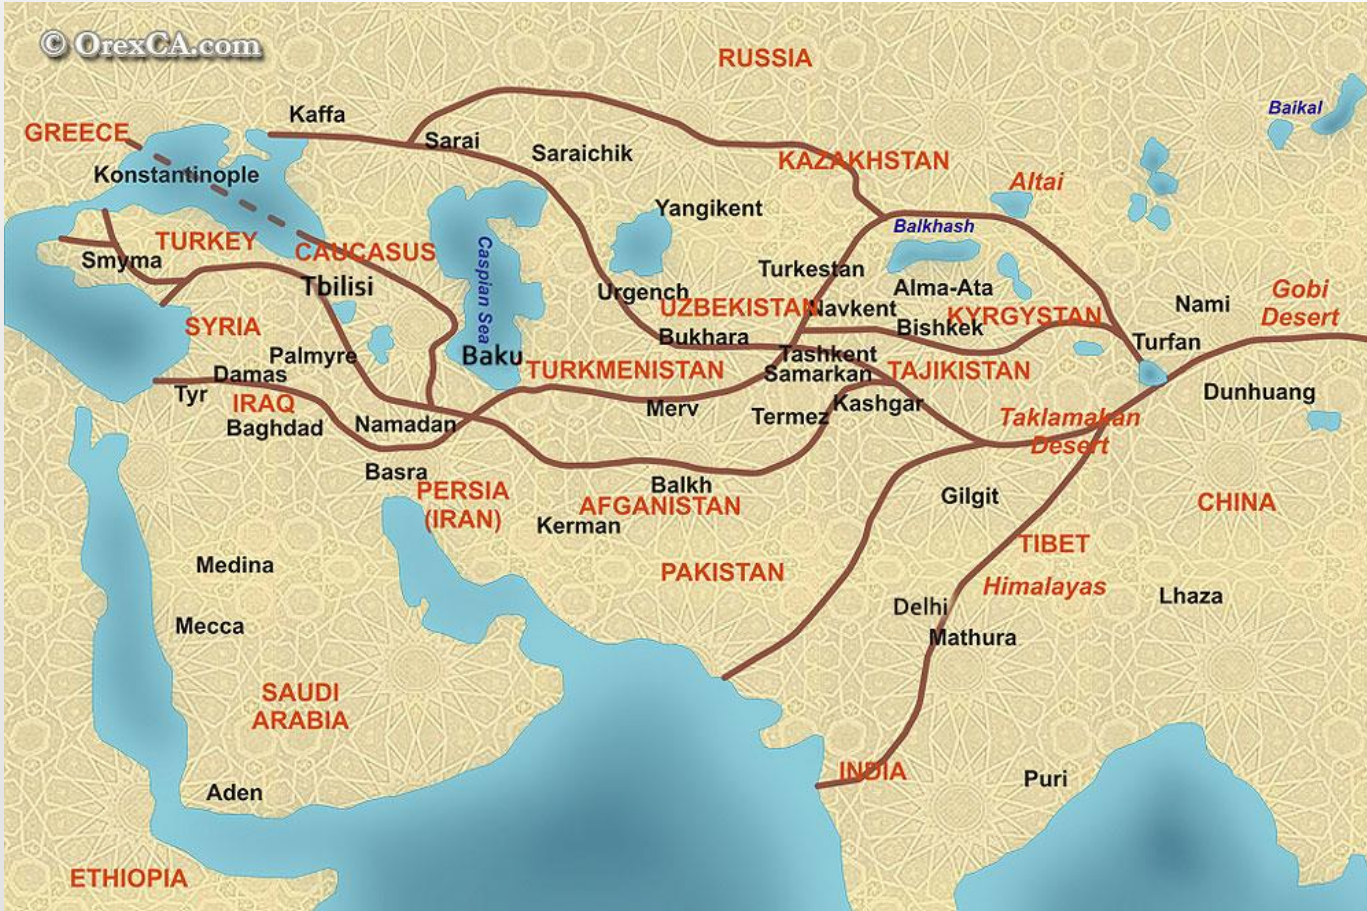 © OrexCA.com
RUSSIA
Baikal
Kaffa
GREECE
Sarai
Saraichik
KAZAKHSTAN
Konstantinople
Altai
Yangikent
Balkhash
TURKEY
CAUCASUS
Smyma
Caspian Sea
Turkestan
Tbilisi
Alma-Ata
Urgench
UZBEKISTAN
Navkent
KYRGYSTAN
Nami
Gobi
Desert
SYRIA
Bishkek
Bukhara
Turfan
Palmyre
Baku
Tashkent
TURKMENISTAN
Samarkan
TAJIKISTAN
Damas
Tyr
Dunhuang
IRAQ
Merv
Kashgar
Termez
Taklamakan
Desert
Baghdad
Namadan
Basra
Balkh
PERSIA
(IRAN)
AFGANISTAN
Gilgit
CHINA
Kerman
TIBET
Medina
PAKISTAN
Himalayas
Lhaza
Delhi
Mecca
Mathura
SAUDI
ARABIA
INDIA
Puri
Aden
ETHIOPIA